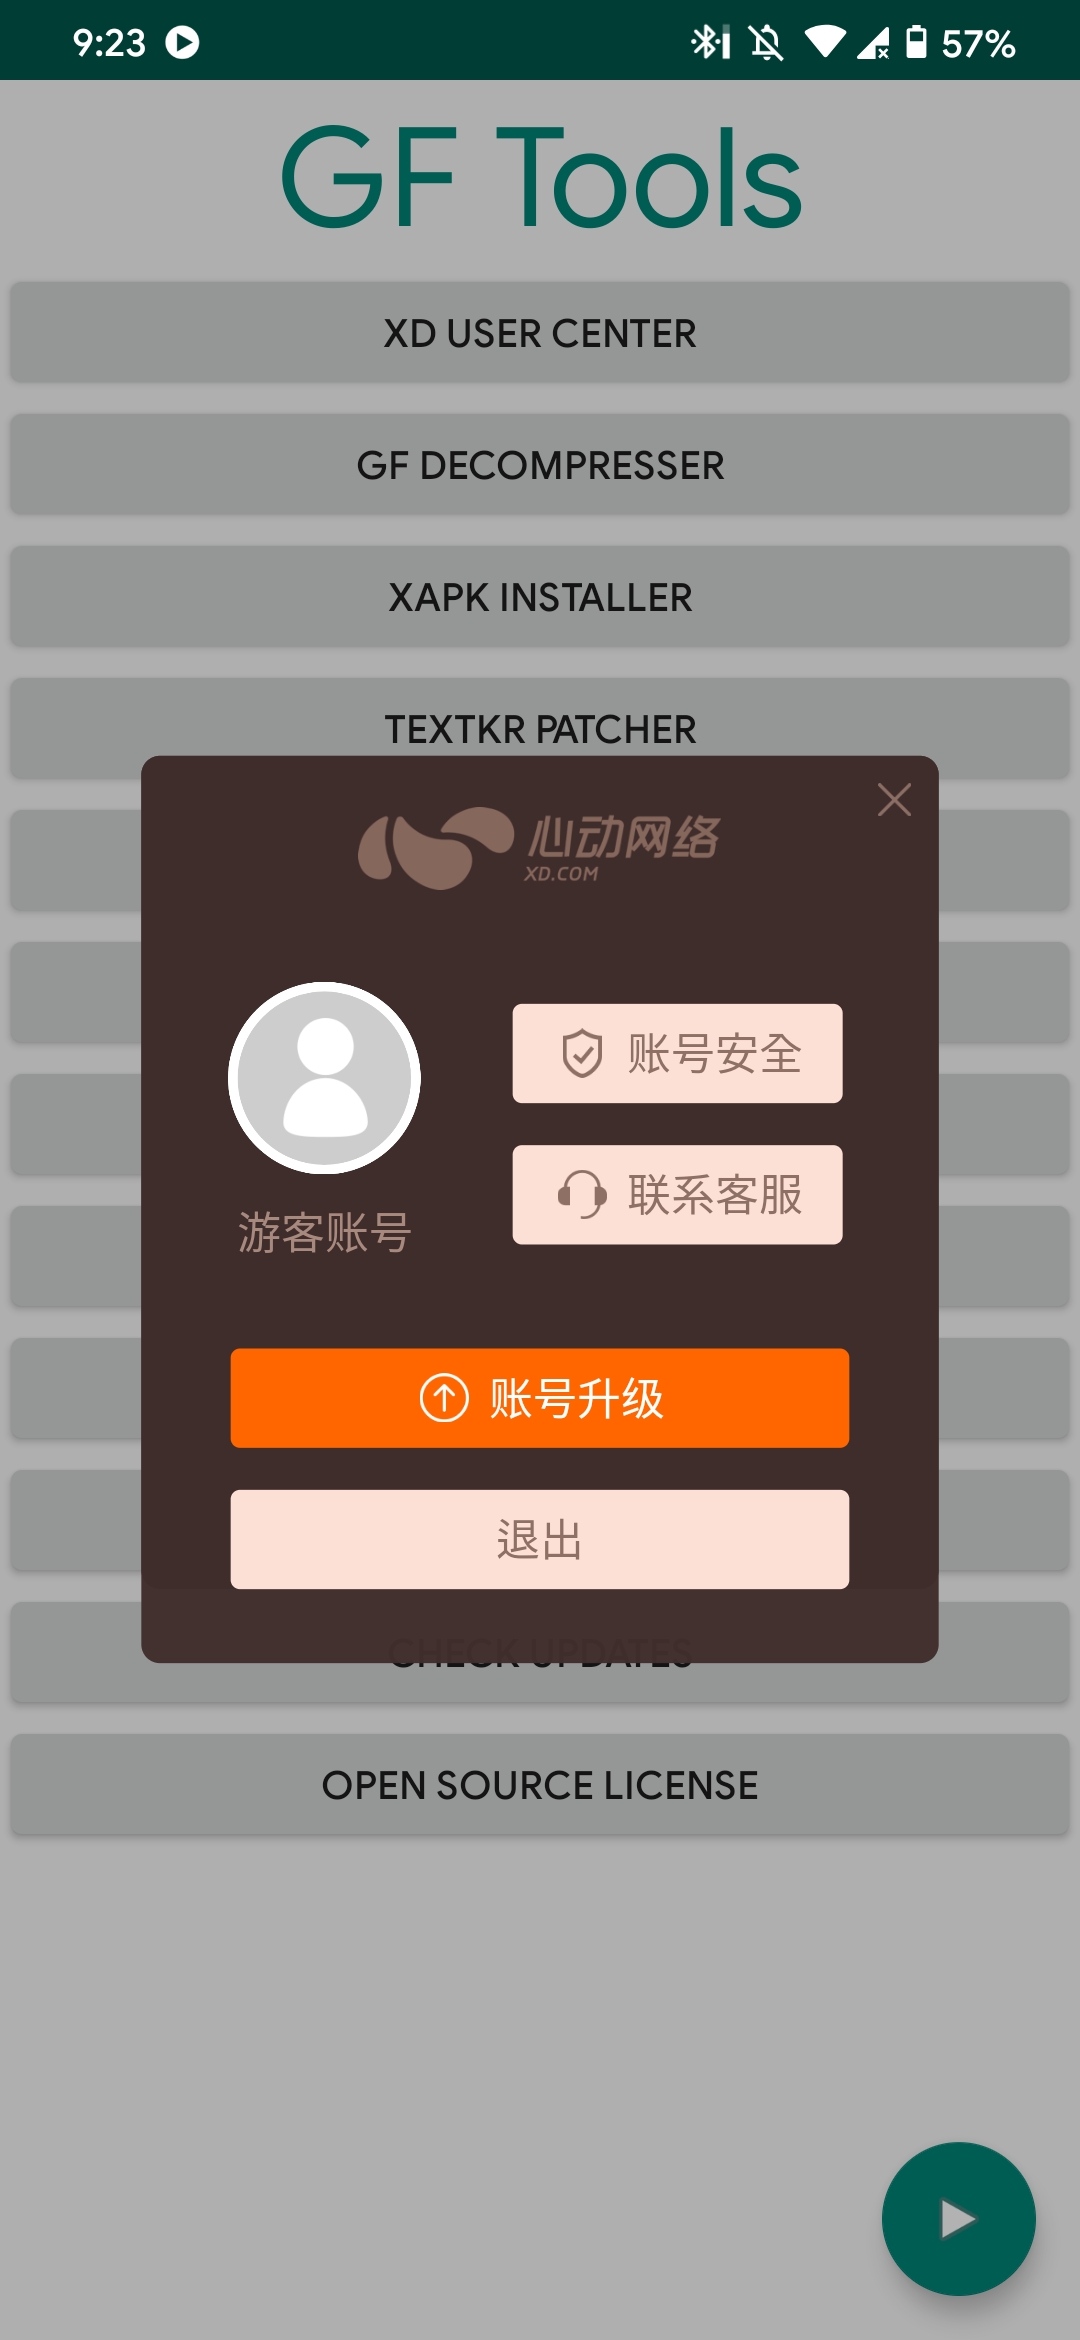 9:23
57%
GF Tools
XD USER CENTER
GF DECOMPRESSER
XAPK INSTALLER
TEXTKR PATCHER
心动网络
XD.COM
账号安全
联系客服
游客账号
账号升级
退出
CHECK UPDATES
OPEN SOURCE LICENSE